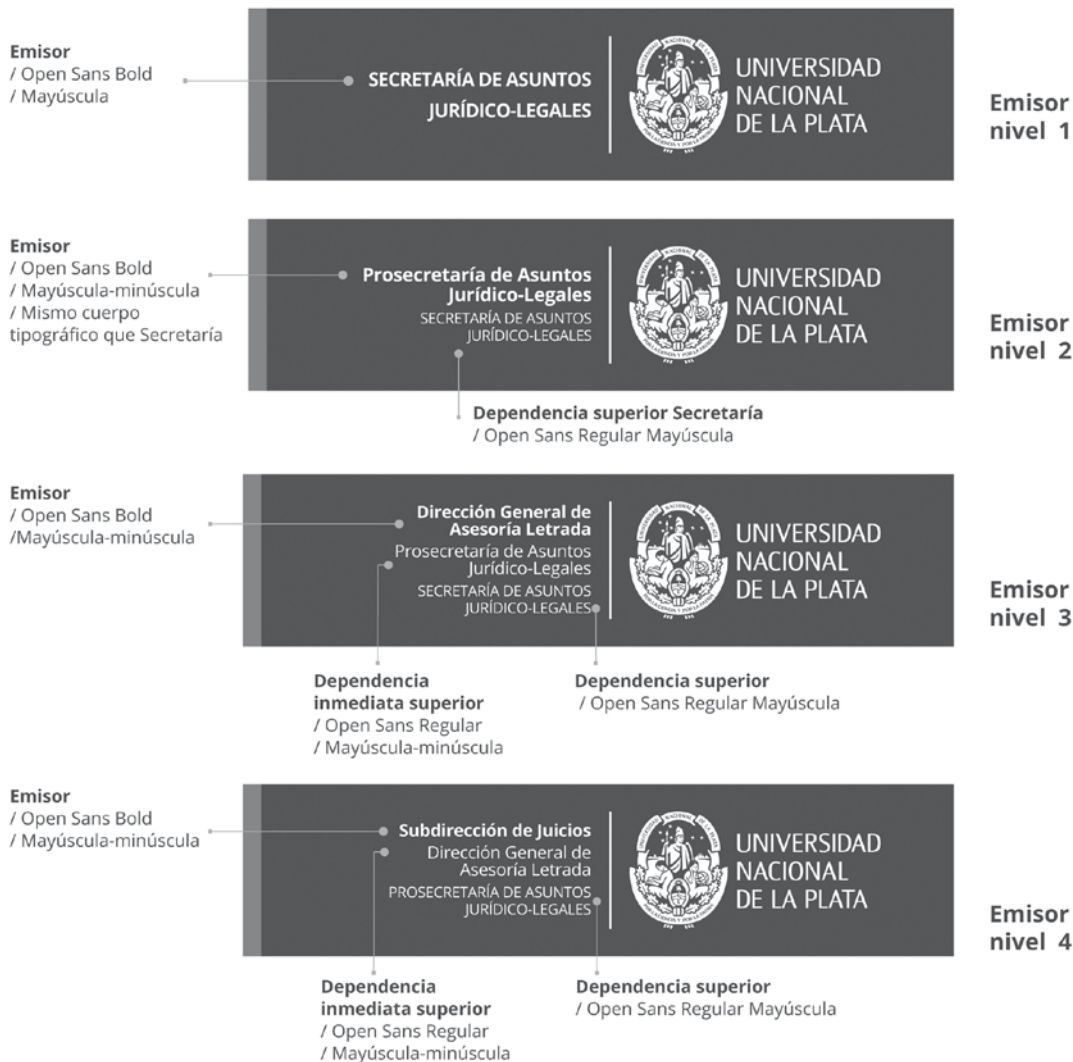 Emisor
/ Open Sans Bold
/ Mayúscula
SECRETARÍA DE ASUNTOS
JURÍDICO-LEGALES
UNIVERSIDAD
NACIONAL
DE LA PLATA
Emisor
nivel 1
Emisor
/ Open Sans Bold
/ Mayúscula-minúscula
/ Mismo cuerpo
tipográfico que Secretaría
Prosecretaría de Asuntos
Jurídico-Legales
SECRETARÍA DE ASUNTOS
JURÍDICO-LEGALES
UNIVERSIDAD
NACIONAL
DE LA PLATA
Emisor
nivel 2
Dependencia superior Secretaría
/ Open Sans Regular Mayúscula
Emisor
/ Open Sans Bold
/Mayúscula-minúscula
Dirección General de
Asesoría Letrada
Prosecretaría de Asuntos
Jurídico-Legales
SECRETARÍA DE ASUNTOS
JURÍDICO-LEGALES
UNIVERSIDAD
NACIONAL
DE LA PLATA
Emisor
nivel 3
Dependencia
inmediata superior
/ Open Sans Regular
/ Mayúscula-minúscula
Dependencia superior
/ Open Sans Regular Mayúscula
Emisor
/ Open Sans Bold
/ Mayúscula-minúscula
Subdirección de Juicios
Dirección General de
Asesoría Letrada
PROSECRETARÍA DE ASUNTOS
JURÍDICO-LEGALES
UNIVERSIDAD
NACIONAL
DE LA PLATA
Emisor
nivel 4
Dependencia
inmediata superior
/ Open Sans Regular
/ Mayúscula-minúscula
Dependencia superior
/ Open Sans Regular Mayúscula